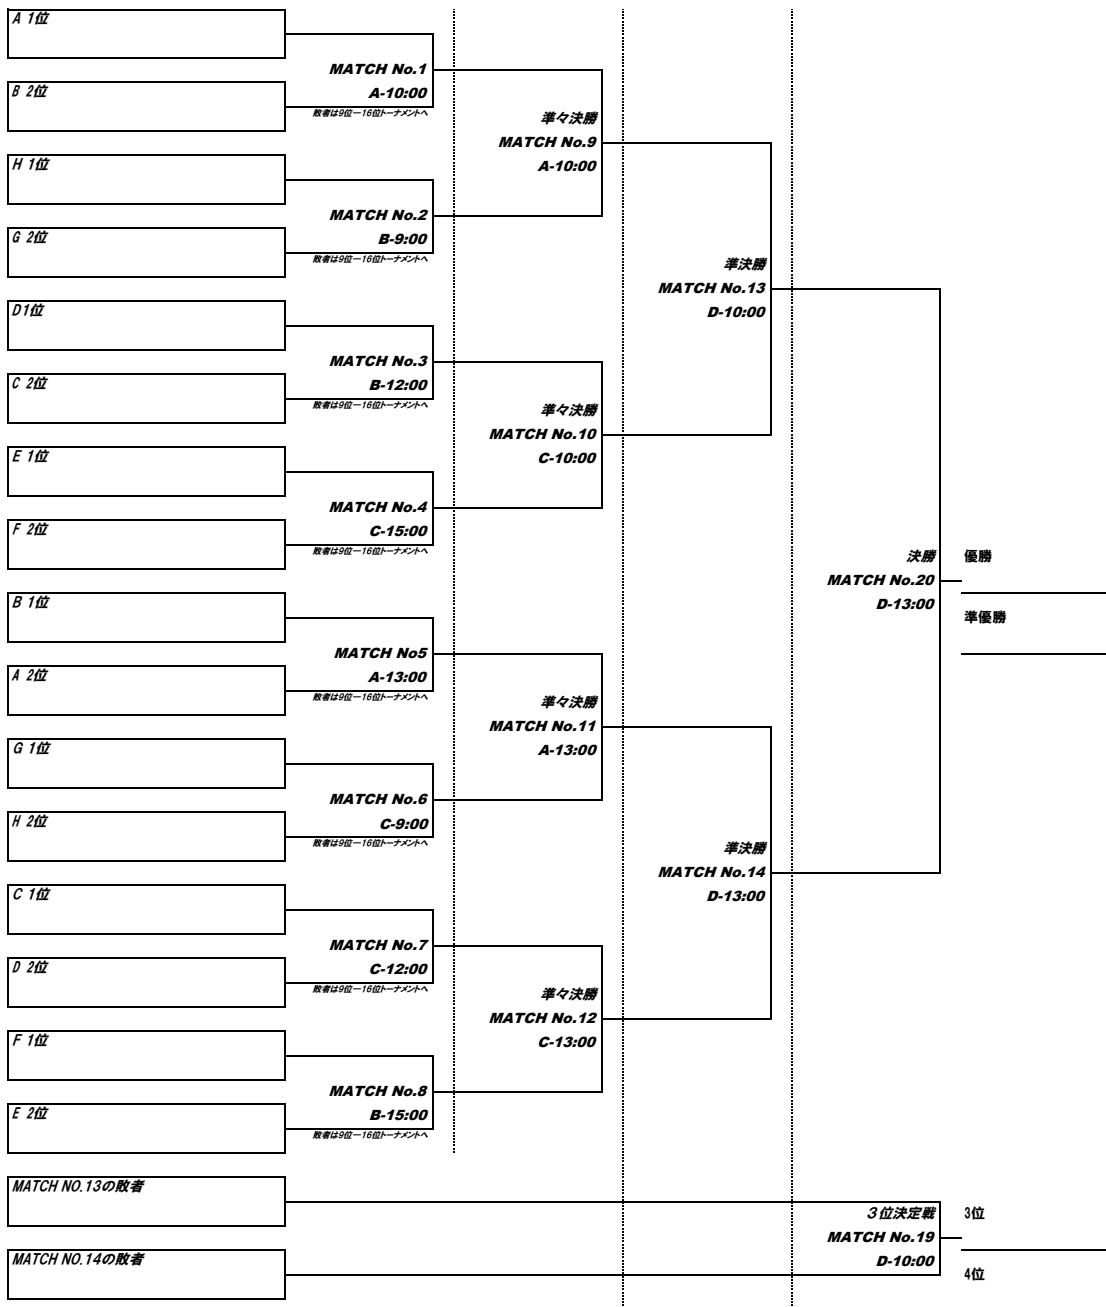 A 1位
MATCH No.1
B 2位
A-10:00
敗者は9位ー16位トーナメントへ
準々決勝
MATCH No.9
A-10:00
H 1位
MATCH No.2
G 2位
B-9:00
敗者は9位ー16位トーナメントへ
準決勝
MATCH No.13
D-10:00
D1位
MATCH No.3
C 2位
B-12:00
敗者は9位ー16位トーナメントへ
準々決勝
MATCH No.10
C-10:00
E 1位
MATCH No.4
F 2位
C-15:00
敗者は9位ー16位トーナメントへ
決勝
優勝
MATCH No.20
D-13:00
準優勝
B 1位
MATCH No5
A 2位
A-13:00
敗者は9位ー16位トーナメントへ
準々決勝
MATCH No.11
A-13:00
G 1位
MATCH No.6
H 2位
C-9:00
敗者は9位ー16位トーナメントへ
準決勝
MATCH No.14
D-13:00
C 1位
MATCH No.7
D 2位
C-12:00
敗者は9位ー16位トーナメントへ
準々決勝
MATCH No.12
C-13:00
F 1位
MATCH No.8
E 2位
B-15:00
敗者は9位ー16位トーナメントへ
MATCH NO.13の敗者
３位決定戦
3位
MATCH No.19
MATCH NO.14の敗者
D-10:00
4位